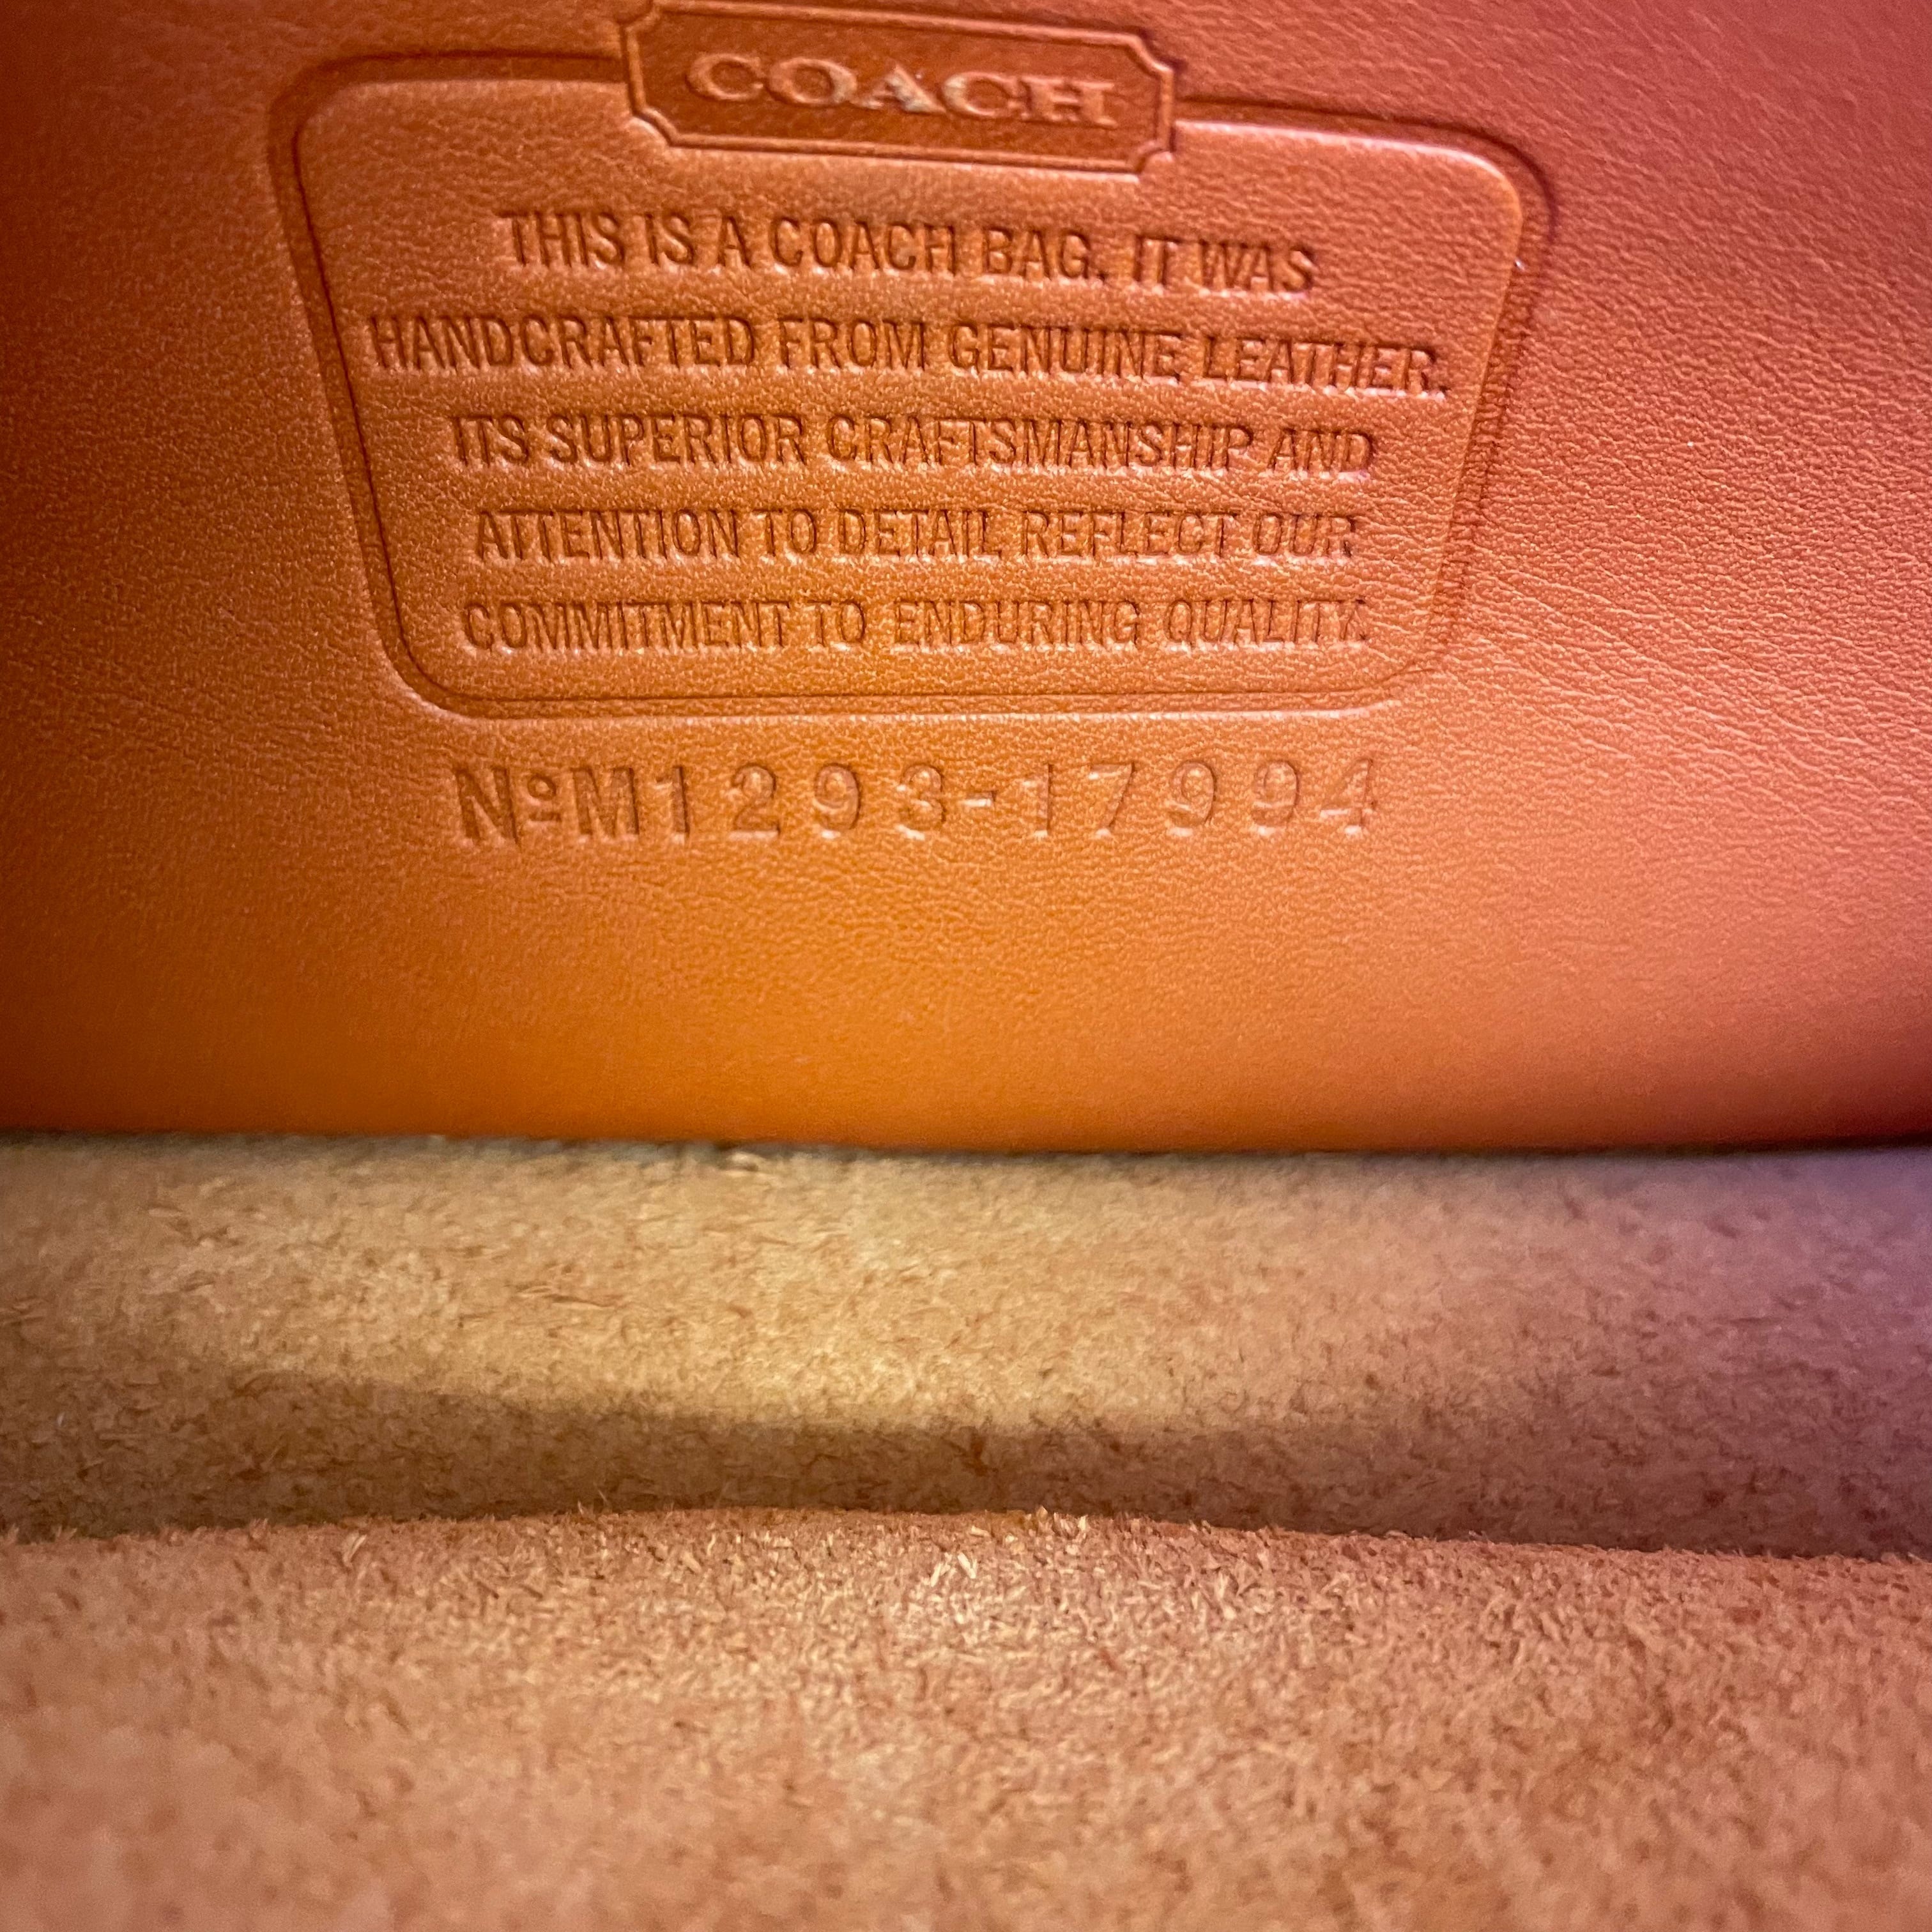 COACH
THIS IS A COACH BAG. IT WAS
HANDCRAFTED FROM GENUINE LEATHER.
ITS SUPERIOR CRAFTSMANSHIP AND
ATTENTION TO DETAIL REFLECT OUR
COMMITMENT TO ENDURING QUALITY.
NºM1293-17994